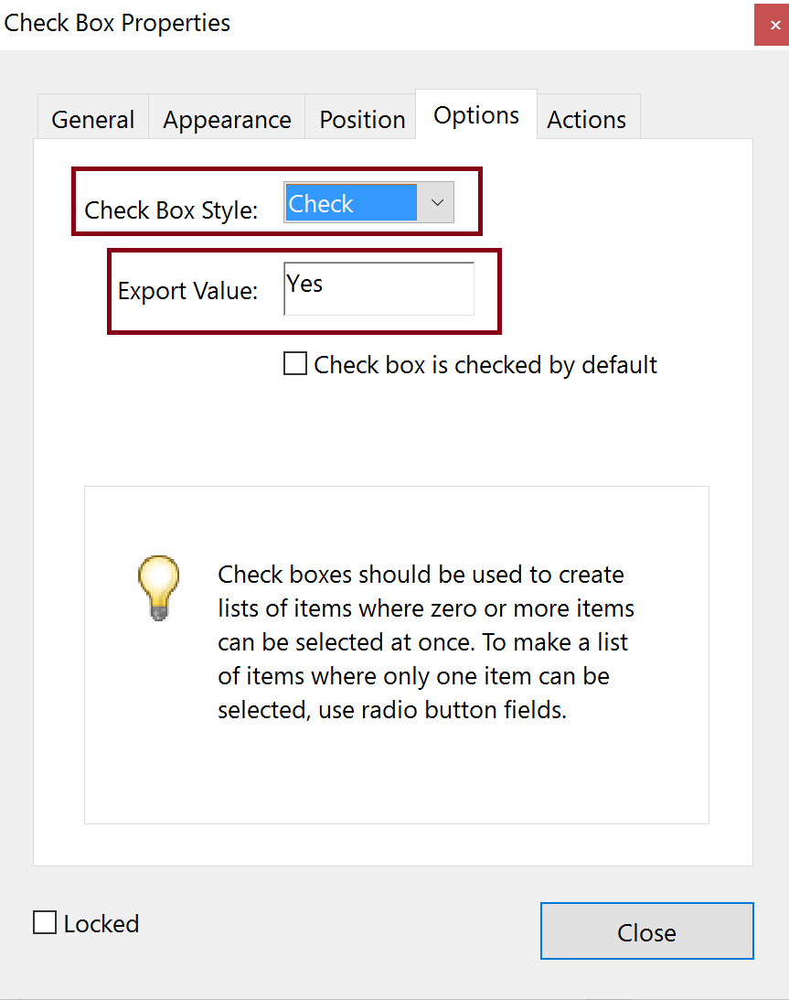 Check Box Properties
General Appearance Position Options Actions
Check Box Style: Check
Export Value: Yes
Check box is checked by default
Check boxes should be used to create
lists of items where zero or more items
can be selected at once. To make a list
of items where only one item can be
selected, use radio button fields.
Locked
Close